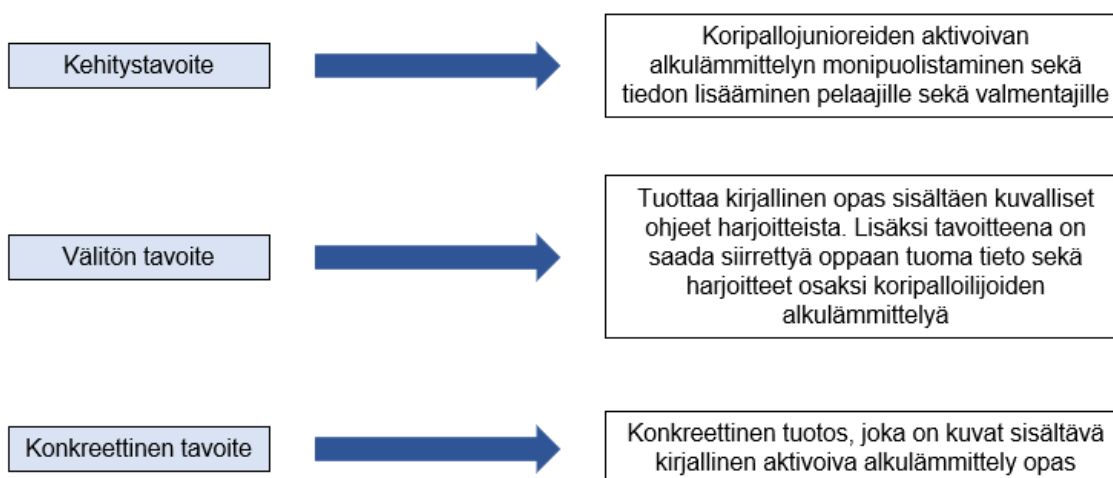 Kehitystavoite
Koripallojunioreiden aktivoivan
alkulämmittelyn monipuolistaminen sekä
tiedon lisääminen pelaajille sekä valmentajille
Välitön tavoite
Tuottaa kirjallinen opas sisältäen kuvalliset
ohjeet harjoitteista. Lisäksi tavoitteena on
saada siirrettyä oppaan tuoma tieto sekä
harjoitteet osaksi koripalloilijoiden
alkulämmittelyä
Konkreettinen tavoite
Konkreettinen tuotos, joka on kuvat sisältävä
kirjallinen aktivoiva alkulämmittely opas